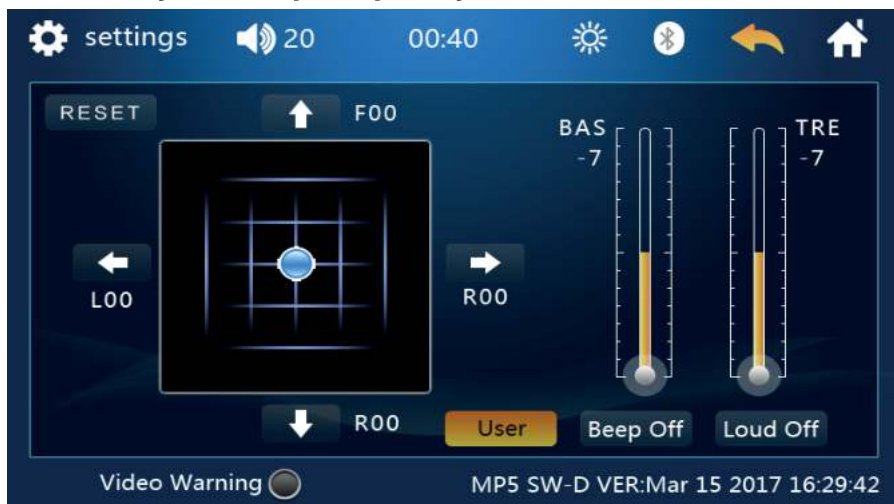 settings 20 00:40
RESET
F00
BAS
-7
TRE
-7
L00
R00
R00
User
Beep Off
Loud Off
Video Warning
MP5 SW-D VER:Mar 15 2017 16:29:42